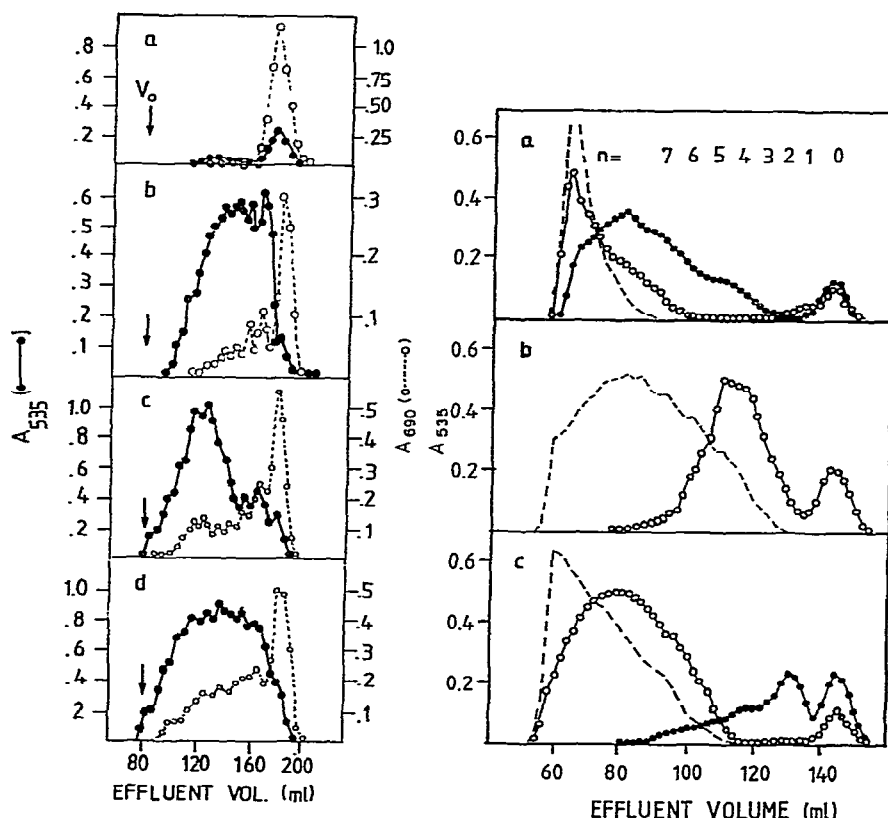 a
.8
.6
.4
.2
V₀
1.0
.75
.50
.25
b
.6
.5
.4
.3
.2
.1
.3
.2
.1
c
1.0
.8
.6
.4
.2
.5
.4
.3
.2
.1
d
1.0
.8
.6
.4
2
.5
.4
.3
.2
.1
A535 (●—●)
A690 (○----○)
80 120 160 200
EFFLUENT VOL. (ml)
a
n= 7 6 5 4 3 2 1 0
0.6
0.4
0.2
b
0.6
0.4
0.2
c
0.6
0.4
0.2
A535
60 80 100 120 140
EFFLUENT VOLUME (ml)